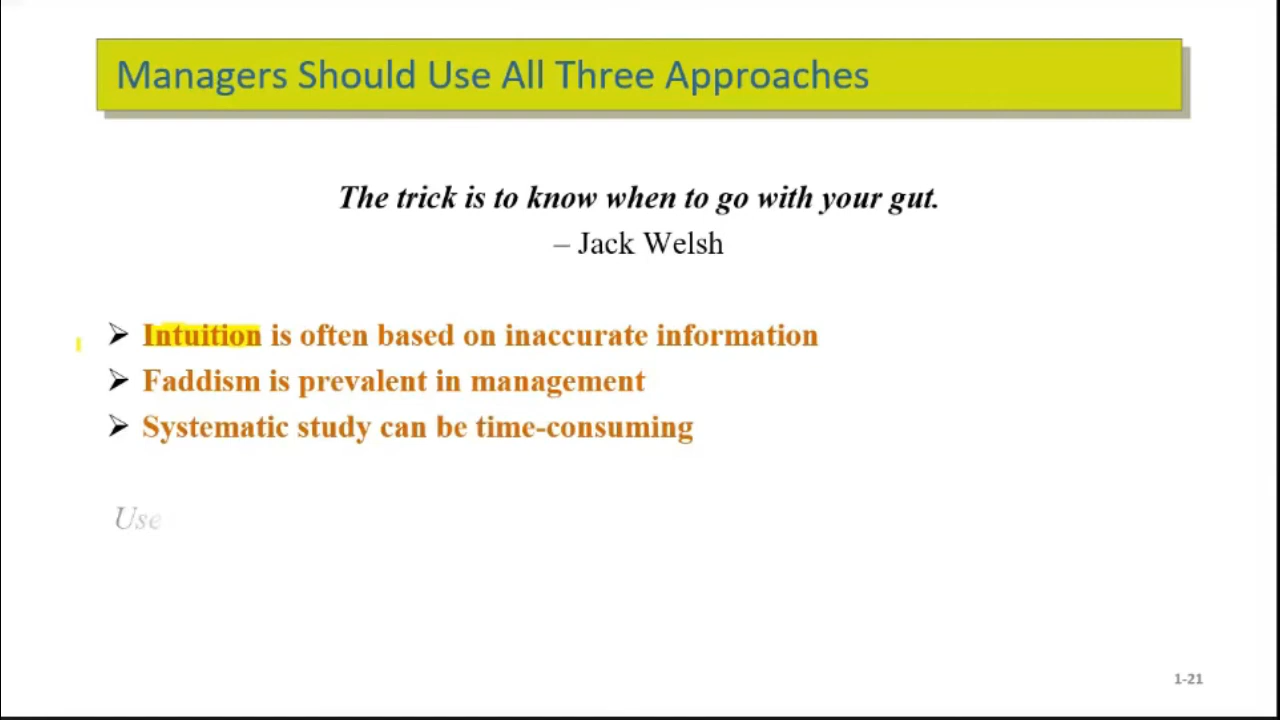 Managers Should Use All Three Approaches
The trick is to know when to go with your gut.
– Jack Welsh
➢ Intuition is often based on inaccurate information
➢ Faddism is prevalent in management
➢ Systematic study can be time-consuming
Use
1-21